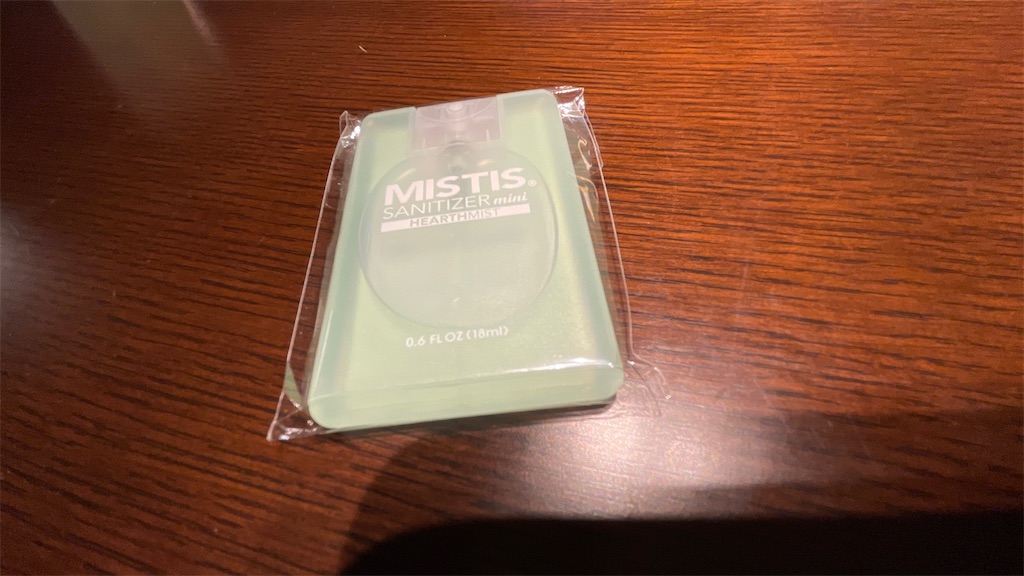 MISTIS®
SANITIZER mini
HEARTHMIST
0.6 FL OZ (18ml)